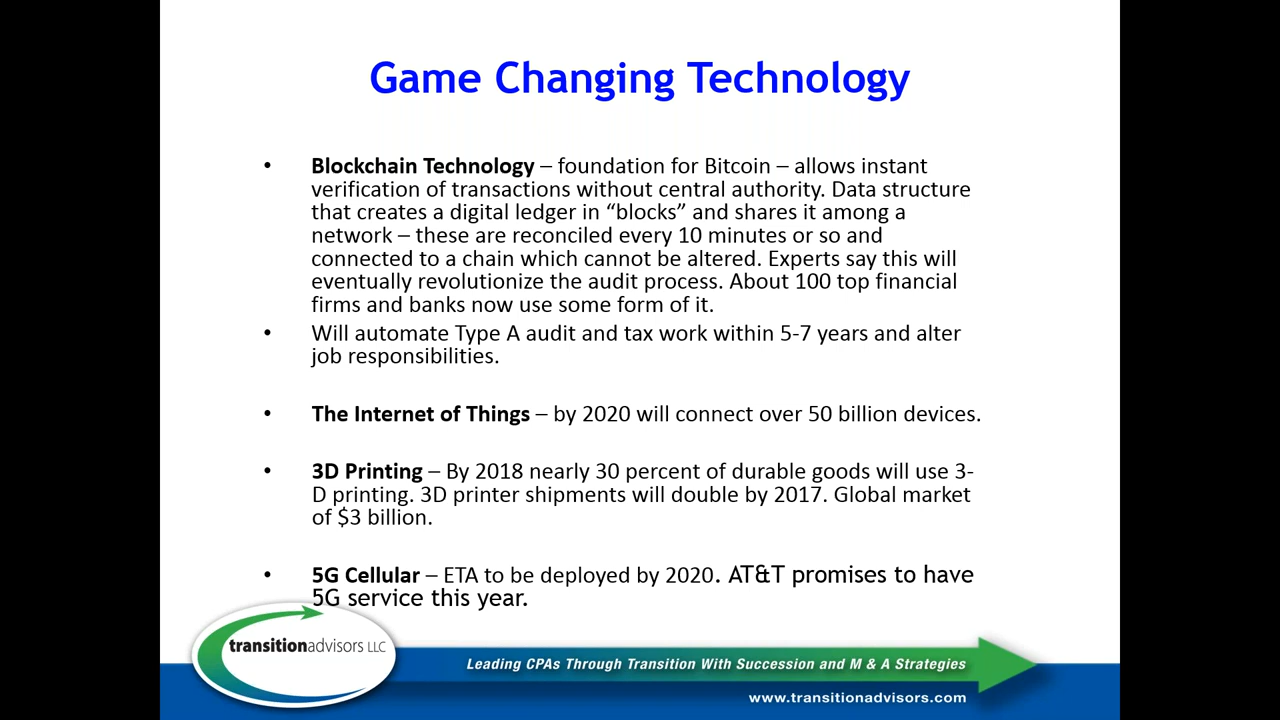 Game Changing Technology
• Blockchain Technology – foundation for Bitcoin – allows instant
verification of transactions without central authority. Data structure
that creates a digital ledger in “blocks” and shares it among a
network – these are reconciled every 10 minutes or so and
connected to a chain which cannot be altered. Experts say this will
eventually revolutionize the audit process. About 100 top financial
firms and banks now use some form of it.
• Will automate Type A audit and tax work within 5-7 years and alter
job responsibilities.
• The Internet of Things – by 2020 will connect over 50 billion devices.
• 3D Printing – By 2018 nearly 30 percent of durable goods will use 3-
D printing. 3D printer shipments will double by 2017. Global market
of $3 billion.
• 5G Cellular – ETA to be deployed by 2020. AT&T promises to have
5G service this year.
transitionadvisors LLC
Leading CPAs Through Transition With Succession and M & A Strategies
www.transitionadvisors.com